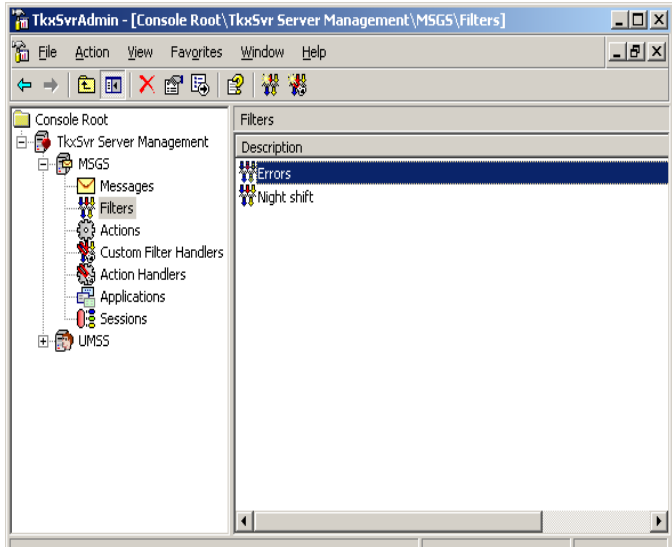 TkxSvrAdmin - [Console Root\TkxSvr Server Management\MSGS\Filters]
File Action View Favorites Window Help
Console Root
TkxSvr Server Management
MSGS
Messages
Filters
Actions
Custom Filter Handlers
Action Handlers
Applications
Sessions
UMSS
Filters
Description
Errors
Night shift